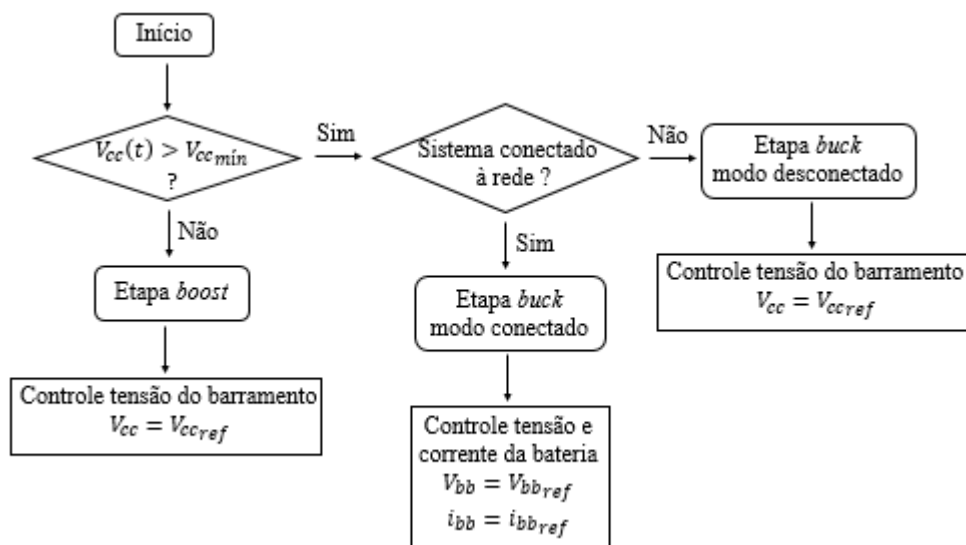 Início
V_cc(t) > V_cc_mín
?
Sim
Sistema conectado
à rede ?
Não
Etapa buck
modo desconectado
Controle tensão do barramento
V_cc = V_cc_ref
Não
Etapa boost
Controle tensão do barramento
V_cc = V_cc_ref
Sim
Etapa buck
modo conectado
Controle tensão e
corrente da bateria
V_bb = V_bb_ref
i_bb = i_bb_ref